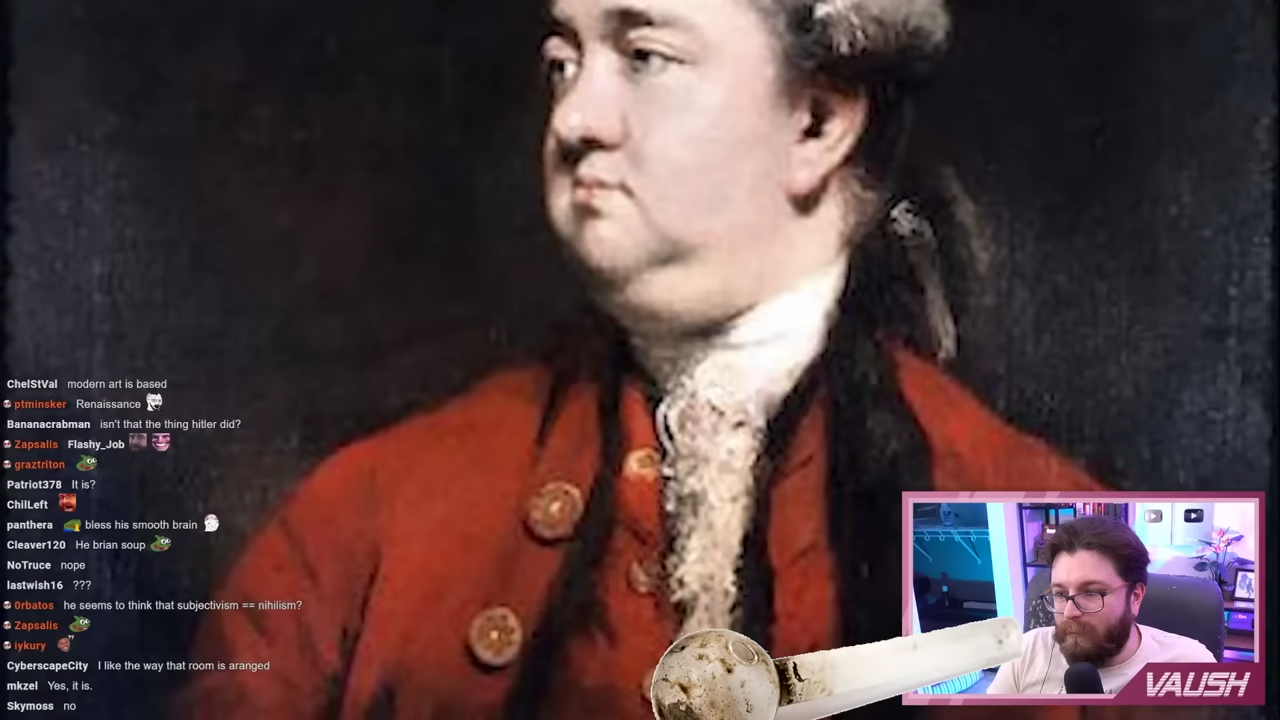 ChelStVal modern art is based
ptminsker Renaissance
Bananacrabman isn't that the thing hitler did?
Zapsalis Flashy_Job
graztriton
Patriot378 It is?
ChilLeft
panthera bless his smooth brain
Cleaver120 He brian soup
NoTruce nope
lastwish16 ???
0rbatos he seems to think that subjectivism == nihilism?
Zapsalis
iykury
CyberscapeCity I like the way that room is aranged
mkzel Yes, it is.
Skymoss no
VAUSH